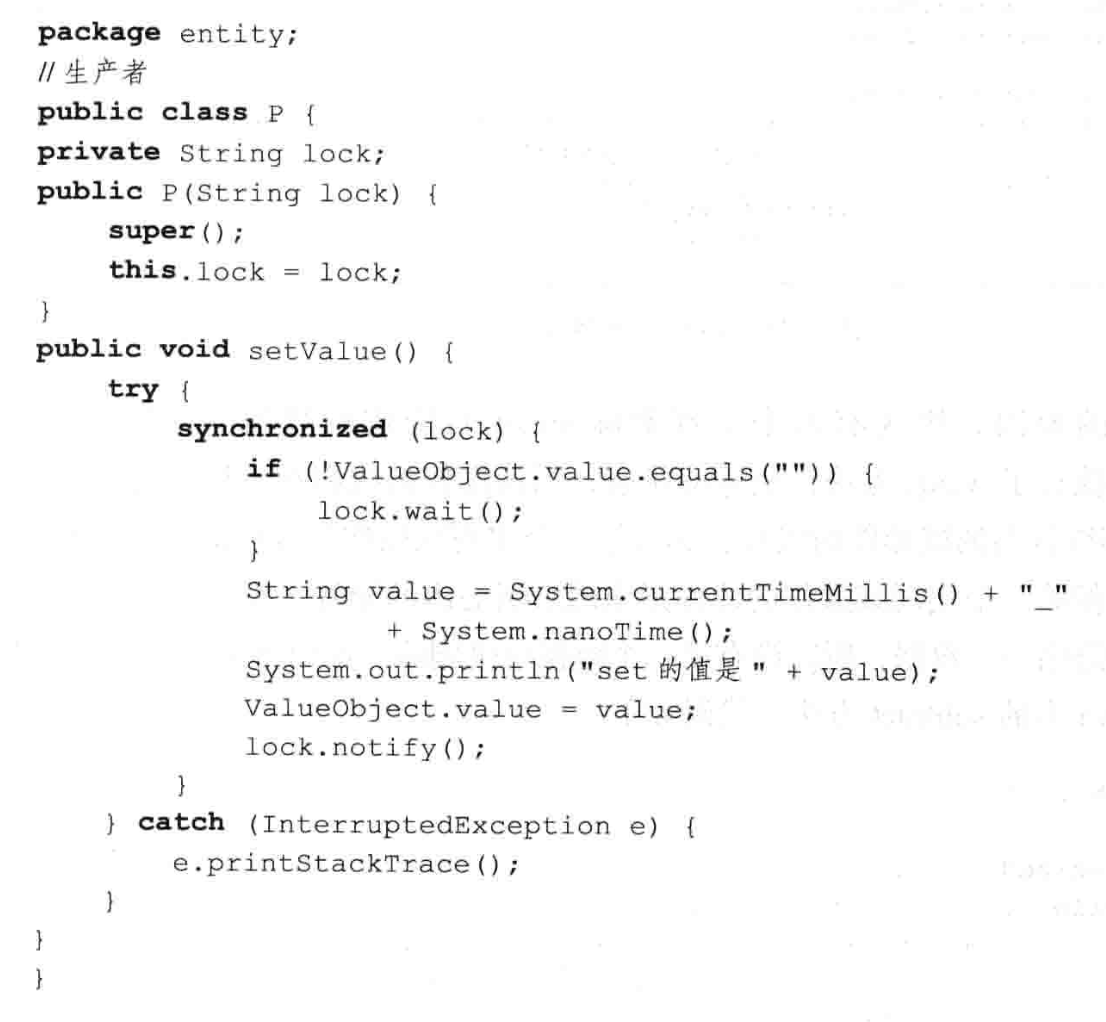 package entity;
//生产者
public class P {
private String lock;
public P(String lock) {
super();
this.lock = lock;
}
public void setValue() {
try {
synchronized (lock) {
if (!ValueObject.value.equals("")) {
lock.wait();
}
String value = System.currentTimeMillis() + "_"
+ System.nanoTime();
System.out.println("set 的值是 " + value);
ValueObject.value = value;
lock.notify();
}
} catch (InterruptedException e) {
e.printStackTrace();
}
}
}